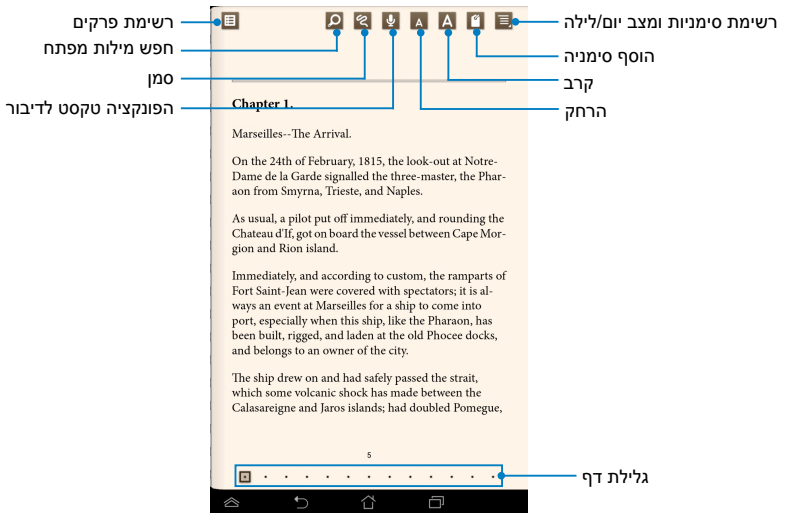 רשימת פרקים
חפש מילות מפתח
סמן
הפונקציה טקסט לדיבור
רשימת סימניות ומצב יום/לילה
הוסף סימניה
קרב
הרחק
A
A
Chapter 1.
Marseilles--The Arrival.
On the 24th of February, 1815, the look-out at Notre-
Dame de la Garde signalled the three-master, the Phar-
aon from Smyrna, Trieste, and Naples.
As usual, a pilot put off immediately, and rounding the
Chateau d'If, got on board the vessel between Cape Mor-
gion and Rion island.
Immediately, and according to custom, the ramparts of
Fort Saint-Jean were covered with spectators; it is al-
ways an event at Marseilles for a ship to come into
port, especially when this ship, like the Pharaon, has
been built, rigged, and laden at the old Phocee docks,
and belongs to an owner of the city.
The ship drew on and had safely passed the strait,
which some volcanic shock has made between the
Calasareigne and Jaros islands; had doubled Pomegue,
5
גלילת דף